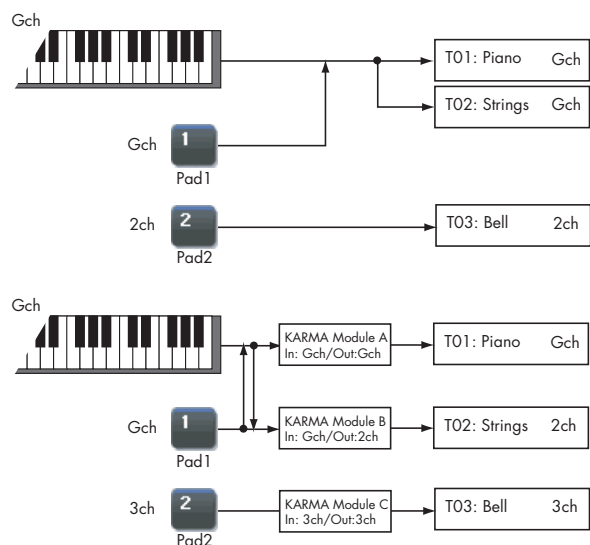 Gch
T01: Piano Gch
T02: Strings Gch
Gch 1
Pad1
2ch 2 T03: Bell 2ch
Pad2
Gch
KARMA Module A
In: Gch/Out:Gch
T01: Piano Gch
Gch 1
Pad1
KARMA Module B
In: Gch/Out:2ch
T02: Strings 2ch
3ch 2
Pad2
KARMA Module C
In: 3ch/Out:3ch
T03: Bell 3ch